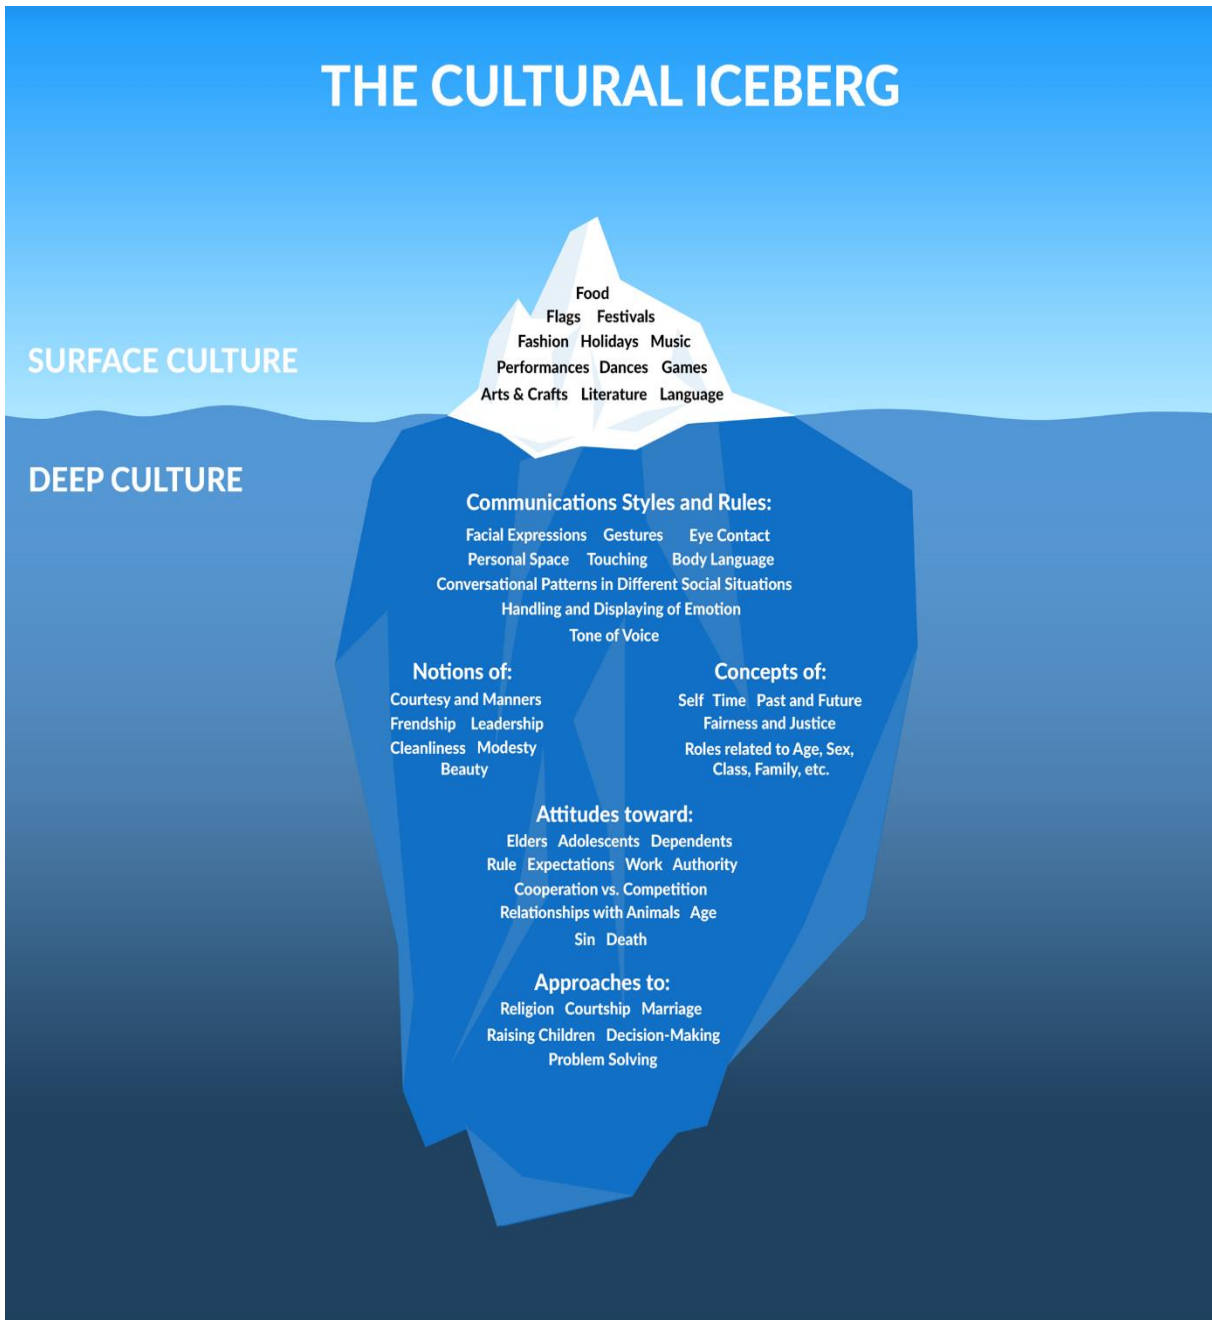 THE CULTURAL ICEBERG
Food
Flags Festivals
Fashion Holidays Music
SURFACE CULTURE
Performances Dances Games
Arts & Crafts Literature Language
DEEP CULTURE
Communications Styles and Rules:
Facial Expressions Gestures Eye Contact
Personal Space Touching Body Language
Conversational Patterns in Different Social Situations
Handling and Displaying of Emotion
Tone of Voice
Notions of:
Courtesy and Manners
Frendship Leadership
Cleanliness Modesty
Beauty
Concepts of:
Self Time Past and Future
Fairness and Justice
Roles related to Age, Sex,
Class, Family, etc.
Attitudes toward:
Elders Adolescents Dependents
Rule Expectations Work Authority
Cooperation vs. Competition
Relationships with Animals Age
Sin Death
Approaches to:
Religion Courtship Marriage
Raising Children Decision-Making
Problem Solving